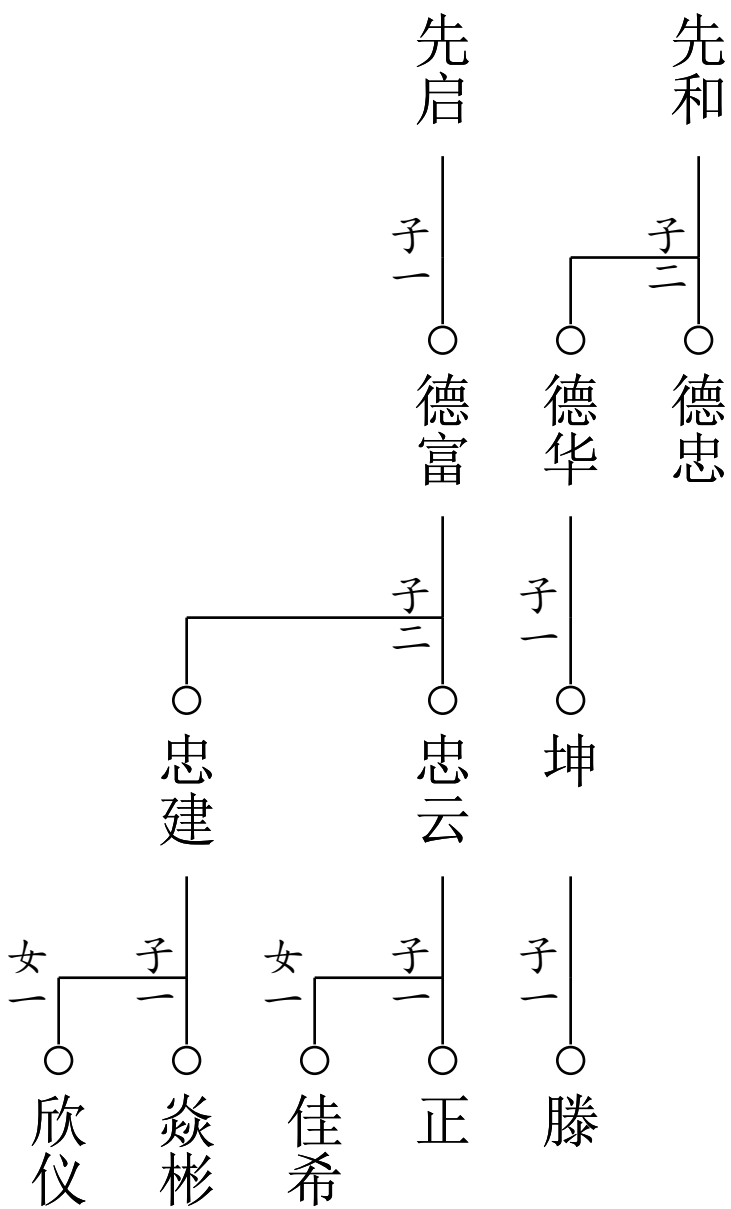 先和
先启
子二
子一
德忠
德华
德富
子一
子二
坤
忠云
忠建
子一
子一
女一
子一
女一
滕
正
佳希
焱彬
欣仪